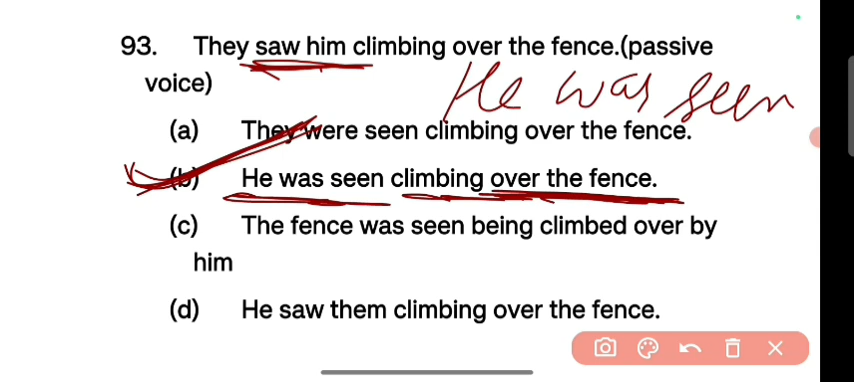 93. They saw him climbing over the fence.(passive
voice)
He was seen
(a) They were seen climbing over the fence.
(b) He was seen climbing over the fence.
(c) The fence was seen being climbed over by
him
(d) He saw them climbing over the fence.